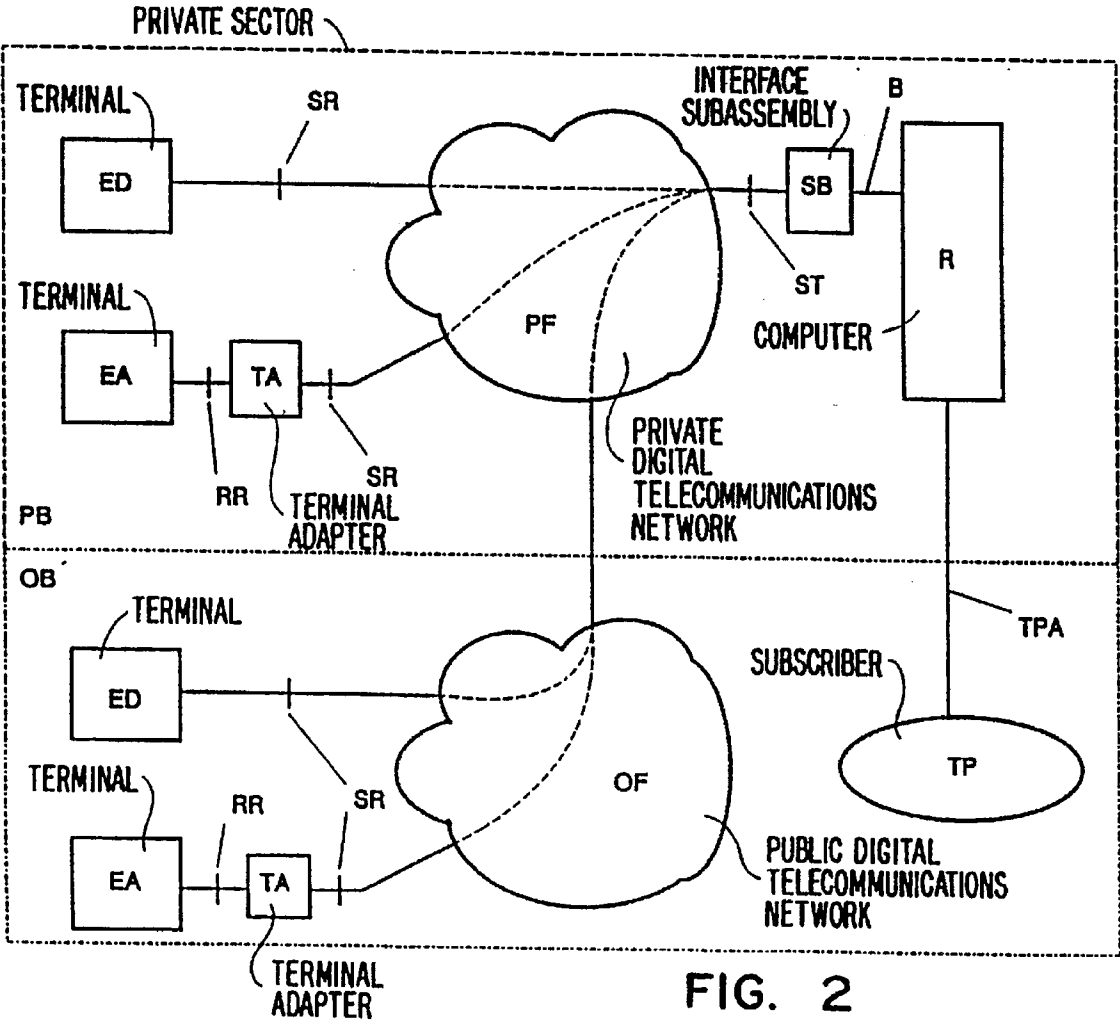 PRIVATE SECTOR
TERMINAL
SR
INTERFACE
SUBASSEMBLY
B
ED
SB
R
TERMINAL
ST
PF
COMPUTER
EA
TA
RR
SR
TERMINAL
ADAPTER
PRIVATE
DIGITAL
TELECOMMUNICATIONS
NETWORK
PB
OB
TERMINAL
TPA
SUBSCRIBER
ED
TERMINAL
RR
SR
OF
TP
EA
TA
PUBLIC DIGITAL
TELECOMMUNICATIONS
NETWORK
TERMINAL
ADAPTER
FIG. 2